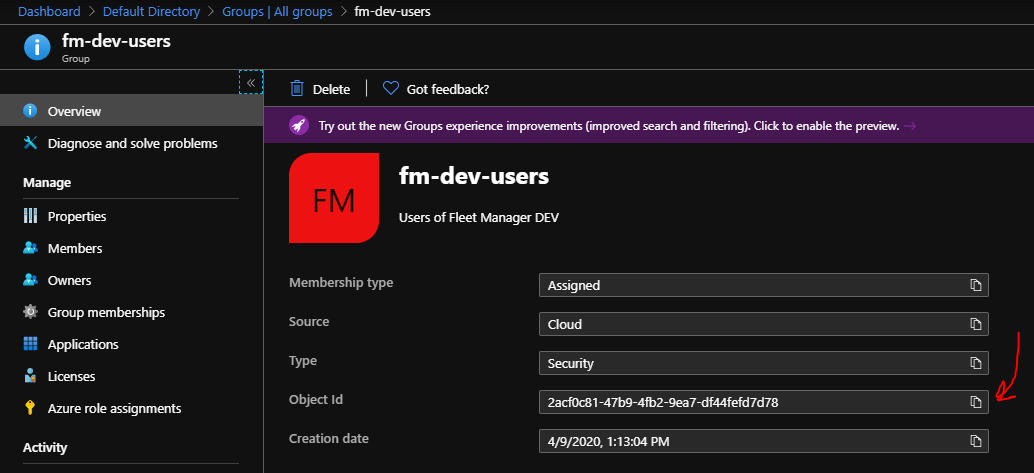 Dashboard > Default Directory > Groups | All groups > fm-dev-users
fm-dev-users
Group
«
Delete
Got feedback?
Overview
Diagnose and solve problems
Manage
Properties
Members
Owners
Group memberships
Applications
Licenses
Azure role assignments
Activity
Try out the new Groups experience improvements (improved search and filtering). Click to enable the preview. →
FM
fm-dev-users
Users of Fleet Manager DEV
Membership type
Assigned
Source
Cloud
Type
Security
Object Id
2acf0c81-47b9-4fb2-9ea7-df44fefd7d78
Creation date
4/9/2020, 1:13:04 PM